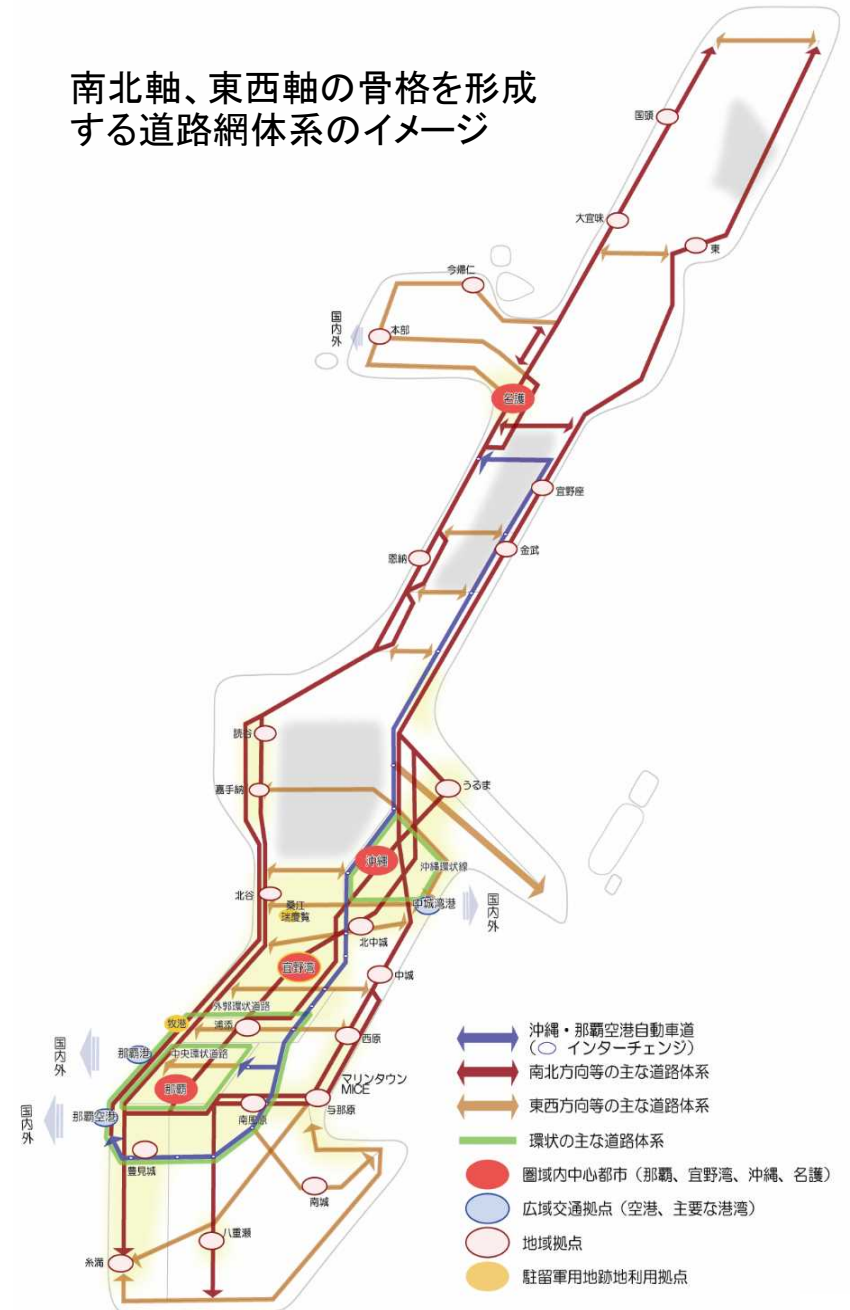 南北軸、東西軸の骨格を形成
する道路網体系のイメージ
国頭
大宜味
東
今帰仁
国内外
本部
名護
宜野座
恩納
金武
読谷
嘉手納
うるま
沖縄
沖縄環状線
北谷
桑江
瑞慶覧
中城湾港
国内外
北中城
宜野湾
中城
外郭環状道路
牧港
浦添
西原
国内外
那覇港
中央環状道路
那覇
マリンタウン
MICE
国内外
那覇空港
南風原
与那原
豊見城
南城
八重瀬
糸満
沖縄・那覇空港自動車道
(○ インターチェンジ)
南北方向等の主な道路体系
東西方向等の主な道路体系
環状の主な道路体系
圏域内中心都市(那覇、宜野湾、沖縄、名護)
広域交通拠点(空港、主要な港湾)
地域拠点
駐留軍用地跡地利用拠点